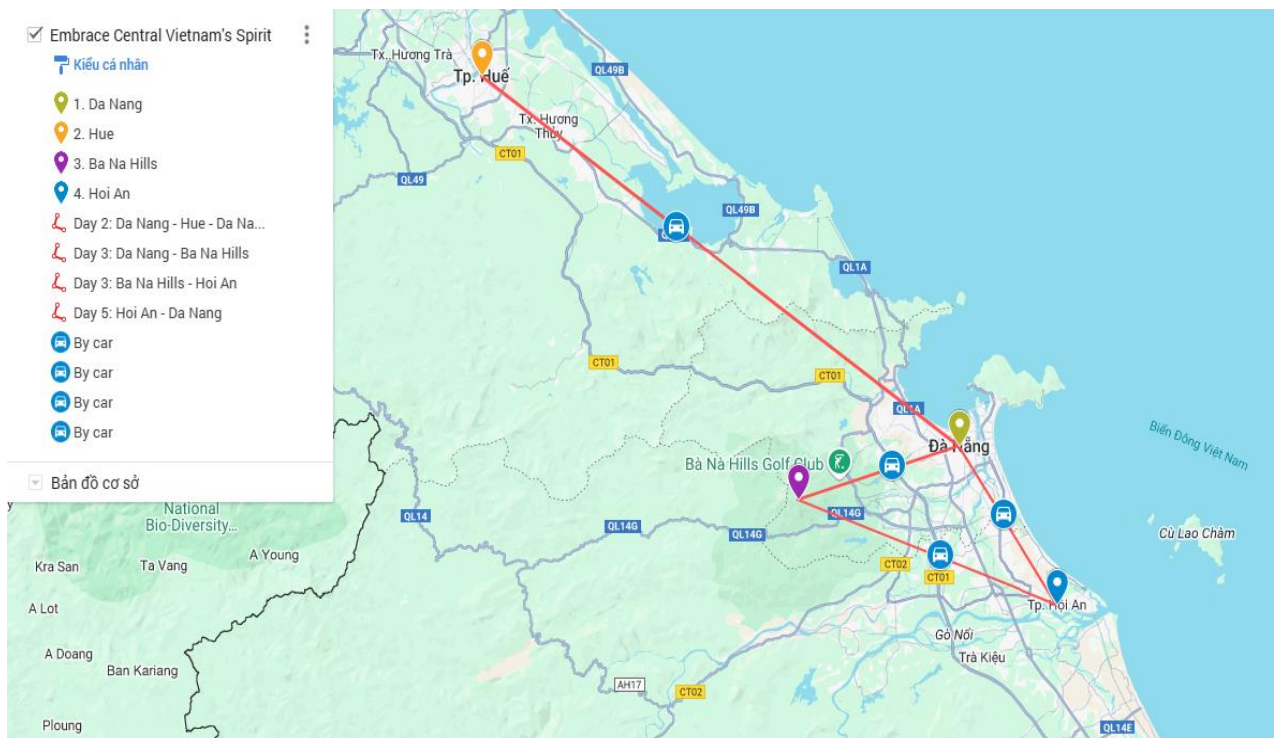 Embrace Central Vietnam's Spirit
Kiểu cá nhân
1. Da Nang
2. Hue
3. Ba Na Hills
4. Hoi An
Day 2: Da Nang - Hue - Da Na...
Day 3: Da Nang - Ba Na Hills
Day 3: Ba Na Hills - Hoi An
Day 5: Hoi An - Da Nang
By car
By car
By car
By car
Bản đồ cơ sở
Tx. Hương Trà
Tp. Huế
QL49B
Tx. Hương
Thủy
CT01
QL49
QL49B
QL1A
CT01
CT01
QL1A
Đà Nẵng
Biển Đông Việt Nam
Bà Nà Hills Golf Club
QL14G
QL14
QL14G
QL14G
Cù Lao Chàm
CT02
CT01
Tp. Hội An
Gò Nổi
Trà Kiệu
AH17
CT02
QL14E
National
Bio-Diversity...
A Young
Kra San
Ta Vang
A Lot
A Doang
Ban Kariang
Ploung